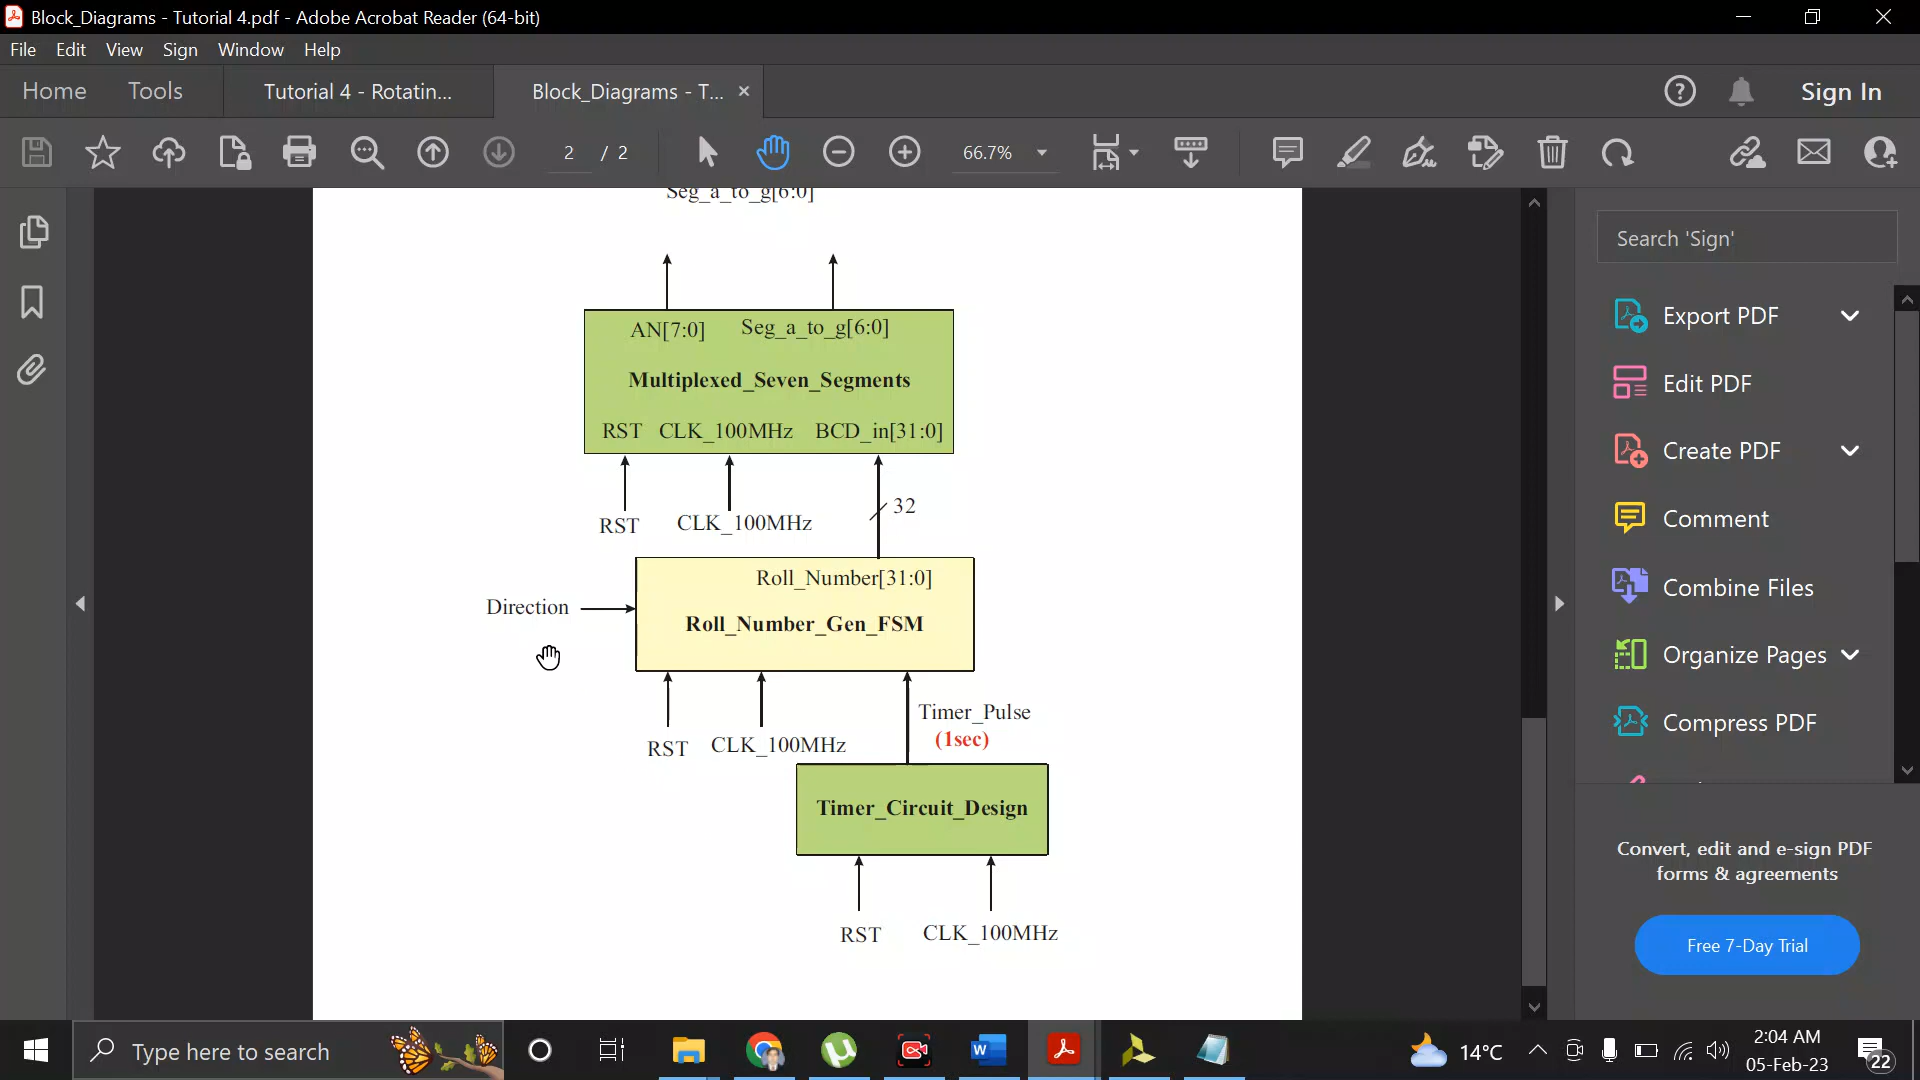 Block_Diagrams - Tutorial 4.pdf - Adobe Acrobat Reader (64-bit)
File Edit View Sign Window Help
Home Tools Tutorial 4 - Rotatin... Block_Diagrams - T... × Sign In
2 / 2 66.7%
Seg_a_to_g[6:0]
AN[7:0] Seg_a_to_g[6:0]
Multiplexed_Seven_Segments
RST CLK_100MHz BCD_in[31:0]
32
RST CLK_100MHz
Roll_Number[31:0]
Direction
Roll_Number_Gen_FSM
Timer_Pulse
(1sec)
RST CLK_100MHz
Timer_Circuit_Design
RST CLK_100MHz
Search 'Sign'
Export PDF
Edit PDF
Create PDF
Comment
Combine Files
Organize Pages
Compress PDF
Convert, edit and e-sign PDF
forms & agreements
Free 7-Day Trial
Type here to search
14°C
2:04 AM
05-Feb-23
22